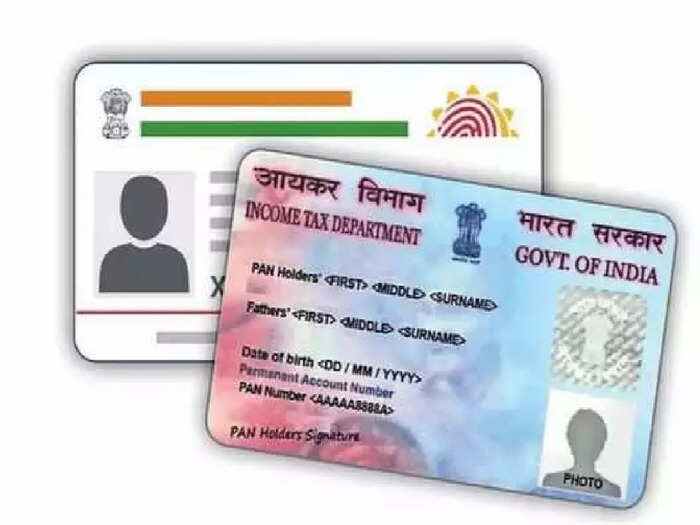 X
आयकर विभाग
INCOME TAX DEPARTMENT
भारत सरकार
GOVT. OF INDIA
PAN Holders' <FIRST> <MIDDLE> <SURNAME>
Fathers' <FIRST> <MIDDLE> <SURNAME>
Date of birth <DD / MM / YYYY>
Permanent Account Number
PAN Number <AAAAA8888A>
PAN Holders Signature
PHOTO